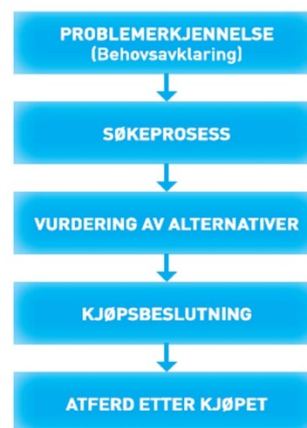 PROBLEMERKJENNELSE
(Behovsavklaring)
SØKEPROSESS
VURDERING AV ALTERNATIVER
KJØPSBESLUTNING
ATFERD ETTER KJØPET